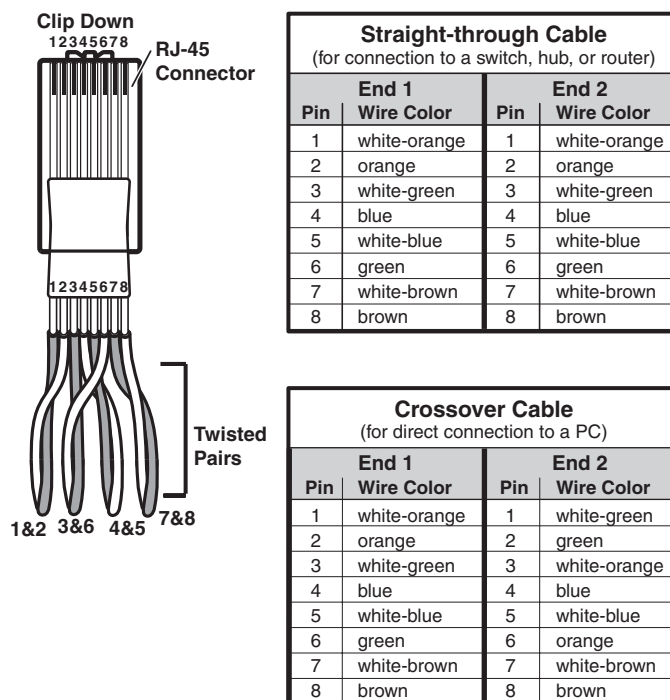 Clip Down
12345678
RJ-45
Connector
12345678
Twisted
Pairs
1&2 3&6 4&5 7&8
Straight-through Cable
(for connection to a switch, hub, or router)
End 1 End 2
Pin Wire Color Pin Wire Color
1 white-orange 1 white-orange
2 orange 2 orange
3 white-green 3 white-green
4 blue 4 blue
5 white-blue 5 white-blue
6 green 6 green
7 white-brown 7 white-brown
8 brown 8 brown
Crossover Cable
(for direct connection to a PC)
End 1 End 2
Pin Wire Color Pin Wire Color
1 white-orange 1 white-green
2 orange 2 green
3 white-green 3 white-orange
4 blue 4 blue
5 white-blue 5 white-blue
6 green 6 orange
7 white-brown 7 white-brown
8 brown 8 brown